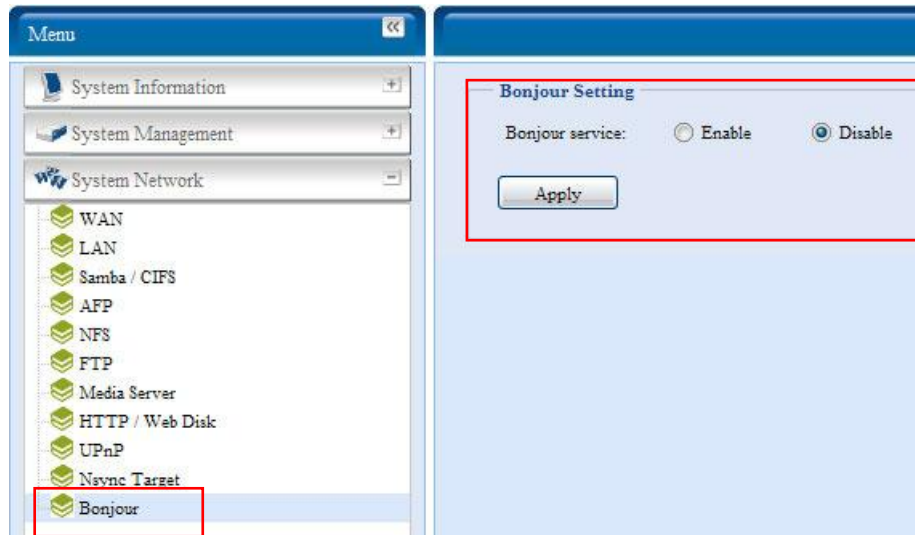 Menu
System Information
System Management
System Network
WAN
LAN
Samba / CIFS
AFP
NFS
FTP
Media Server
HTTP / Web Disk
UPnP
Nsync Target
Bonjour
Bonjour Setting
Bonjour service: Enable Disable
Apply